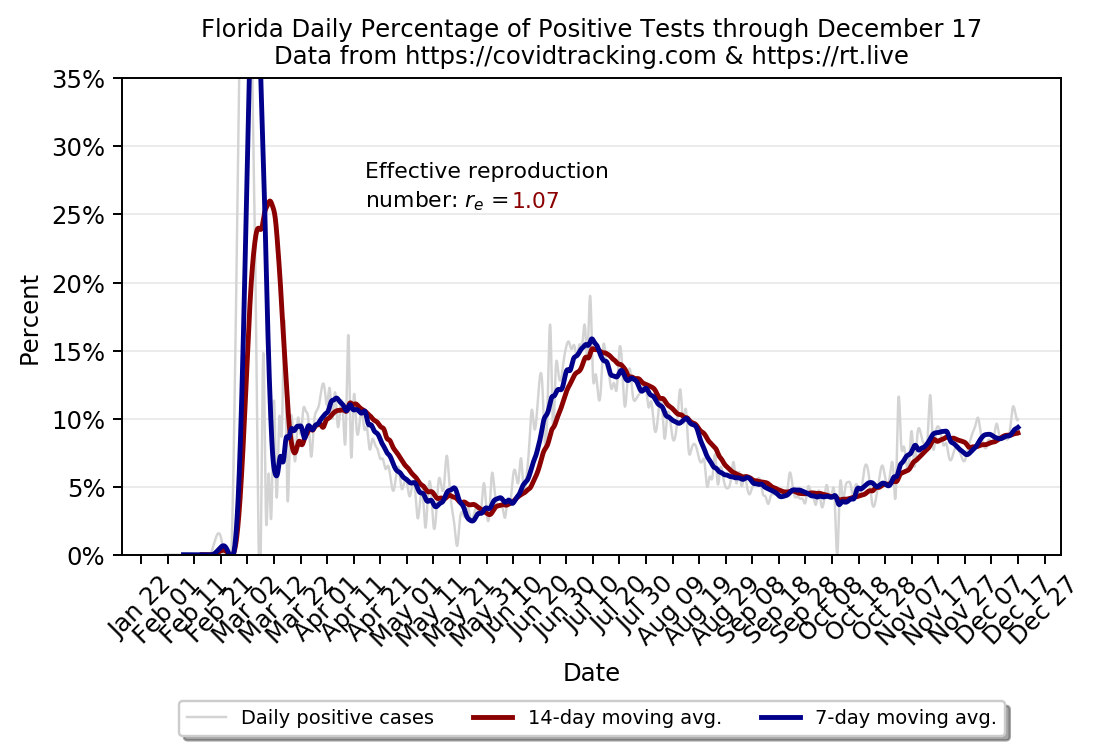 Florida Daily Percentage of Positive Tests through December 17
Data from https://covidtracking.com & https://rt.live
35%
30%
25%
20%
15%
10%
5%
0%
Percent
Effective reproduction
number: rₑ = 1.07
Jan 22
Feb 01
Feb 11
Feb 21
Mar 02
Mar 12
Mar 22
Apr 01
Apr 11
Apr 21
May 01
May 11
May 21
May 31
Jun 10
Jun 20
Jun 30
Jul 10
Jul 20
Jul 30
Aug 09
Aug 19
Aug 29
Sep 08
Sep 18
Sep 28
Oct 08
Oct 18
Oct 28
Nov 07
Nov 17
Nov 27
Dec 07
Dec 17
Dec 27
Date
Daily positive cases
14-day moving avg.
7-day moving avg.